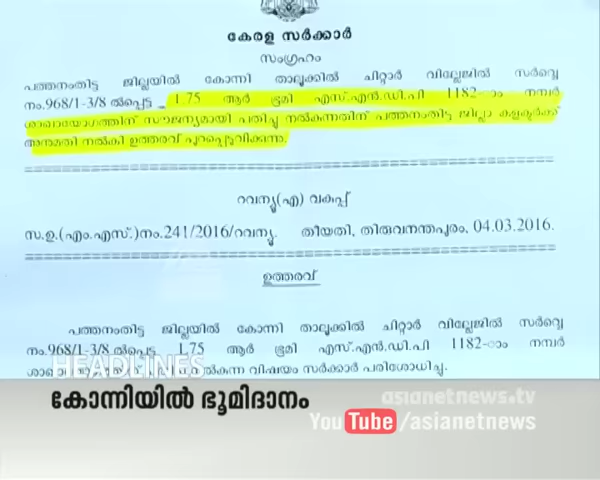 കേരള സർക്കാർ
സംഗ്രഹം
പത്തനംതിട്ട ജില്ലയിൽ കോന്നി താലൂക്കിൽ ചിറ്റാർ വില്ലേജിൽ സർവ്വെ
നം.968/1-3/8 ൽപ്പെട്ട 1.75 ആർ ഭൂമി എസ്.എൻ.ഡി.പി 1182-ാം നമ്പർ
ശാഖായോഗത്തിന് സൗജന്യമായി പതിച്ചു നൽകുന്നതിന് പത്തനംതിട്ട ജില്ലാ കളക്ടർക്ക്
അനുമതി നൽകി ഉത്തരവ് പുറപ്പെടുവിക്കുന്നു.
റവന്യൂ(എ) വകുപ്പ്
സ.ഉ.(എം.എസ്.)നം.241/2016/റവന്യൂ. തീയതി, തിരുവനന്തപുരം, 04.03.2016.
ഉത്തരവ്
പത്തനംതിട്ട ജില്ലയിൽ കോന്നി താലൂക്കിൽ ചിറ്റാർ വില്ലേജിൽ സർവ്വെ
നം.968/1-3/8 ൽപ്പെട്ട 1.75 ആർ ഭൂമി എസ്.എൻ.ഡി.പി 1182-ാം നമ്പർ
വിഷയം സർക്കാർ പരിശോധിച്ചു.
HEADLINES
കോന്നിയിൽ ഭൂമിദാനം
asianetnews.tv
YouTube/asianetnews